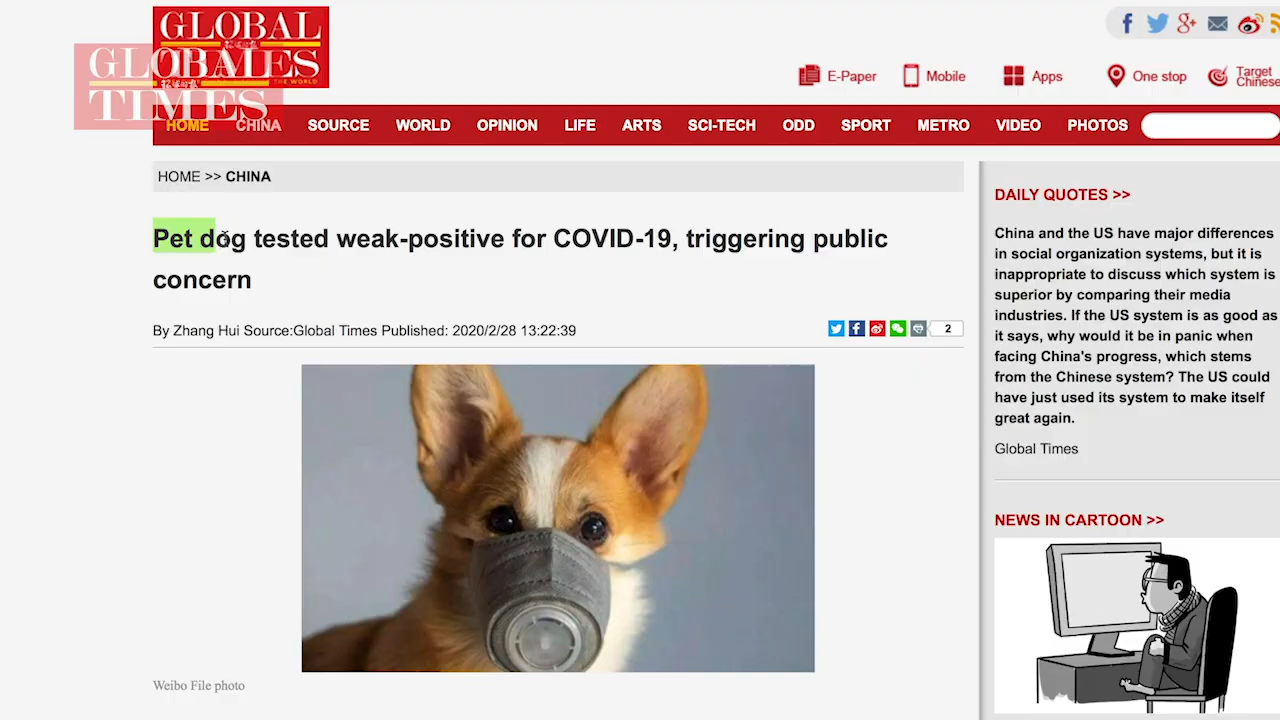 GLOBAL
TIMES
GLOBAL
TIMES
E-Paper
Mobile
Apps
One stop
Target
Chinese
HOME CHINA SOURCE WORLD OPINION LIFE ARTS SCI-TECH ODD SPORT METRO VIDEO PHOTOS
HOME >> CHINA
Pet dog tested weak-positive for COVID-19, triggering public
concern
By Zhang Hui Source:Global Times Published: 2020/2/28 13:22:39
2
Weibo File photo
DAILY QUOTES >>
China and the US have major differences
in social organization systems, but it is
inappropriate to discuss which system is
superior by comparing their media
industries. If the US system is as good as
it says, why would it be in panic when
facing China's progress, which stems
from the Chinese system? The US could
have just used its system to make itself
great again.
Global Times
NEWS IN CARTOON >>